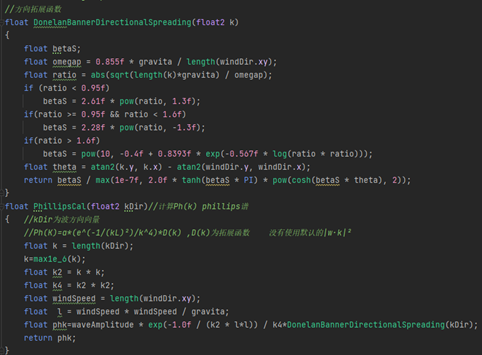 //方向拓展函数
float DonelanBannerDirectionalSpreading(float2 k)
{
float betaS;
float omegap = 0.855f * gravita / length(windDir.xy);
float ratio = abs(sqrt(length(k)*gravita) / omegap);
if (ratio < 0.95f)
betaS = 2.61f * pow(ratio, 1.3f);
if(ratio >= 0.95f && ratio < 1.6f)
betaS = 2.28f * pow(ratio, -1.3f);
if(ratio > 1.6f)
betaS = pow(10, -0.4f + 0.8393f * exp(-0.567f * log(ratio * ratio)));
float theta = atan2(k.y, k.x) - atan2(windDir.y, windDir.x);
return betaS / max(1e-7f, 2.0f * tanh(betaS * PI) * pow(cosh(betaS * theta), 2));
}
float PhillipsCal(float2 kDir)//计算Ph(k) phillips谱
{ //kDir为波方向向量
//Ph(K)=α*(e^(-1/(kL)²)/k^4)*D(k) ,D(k)为拓展函数 没有使用默认的|w·k|²
float k = length(kDir);
k=max1e_6(k);
float k2 = k * k;
float k4 = k2 * k2;
float windSpeed = length(windDir.xy);
float l = windSpeed * windSpeed / gravita;
float phk=waveAmplitude * exp(-1.0f / (k2 * l*l)) / k4*DonelanBannerDirectionalSpreading(kDir);
return phk;
}